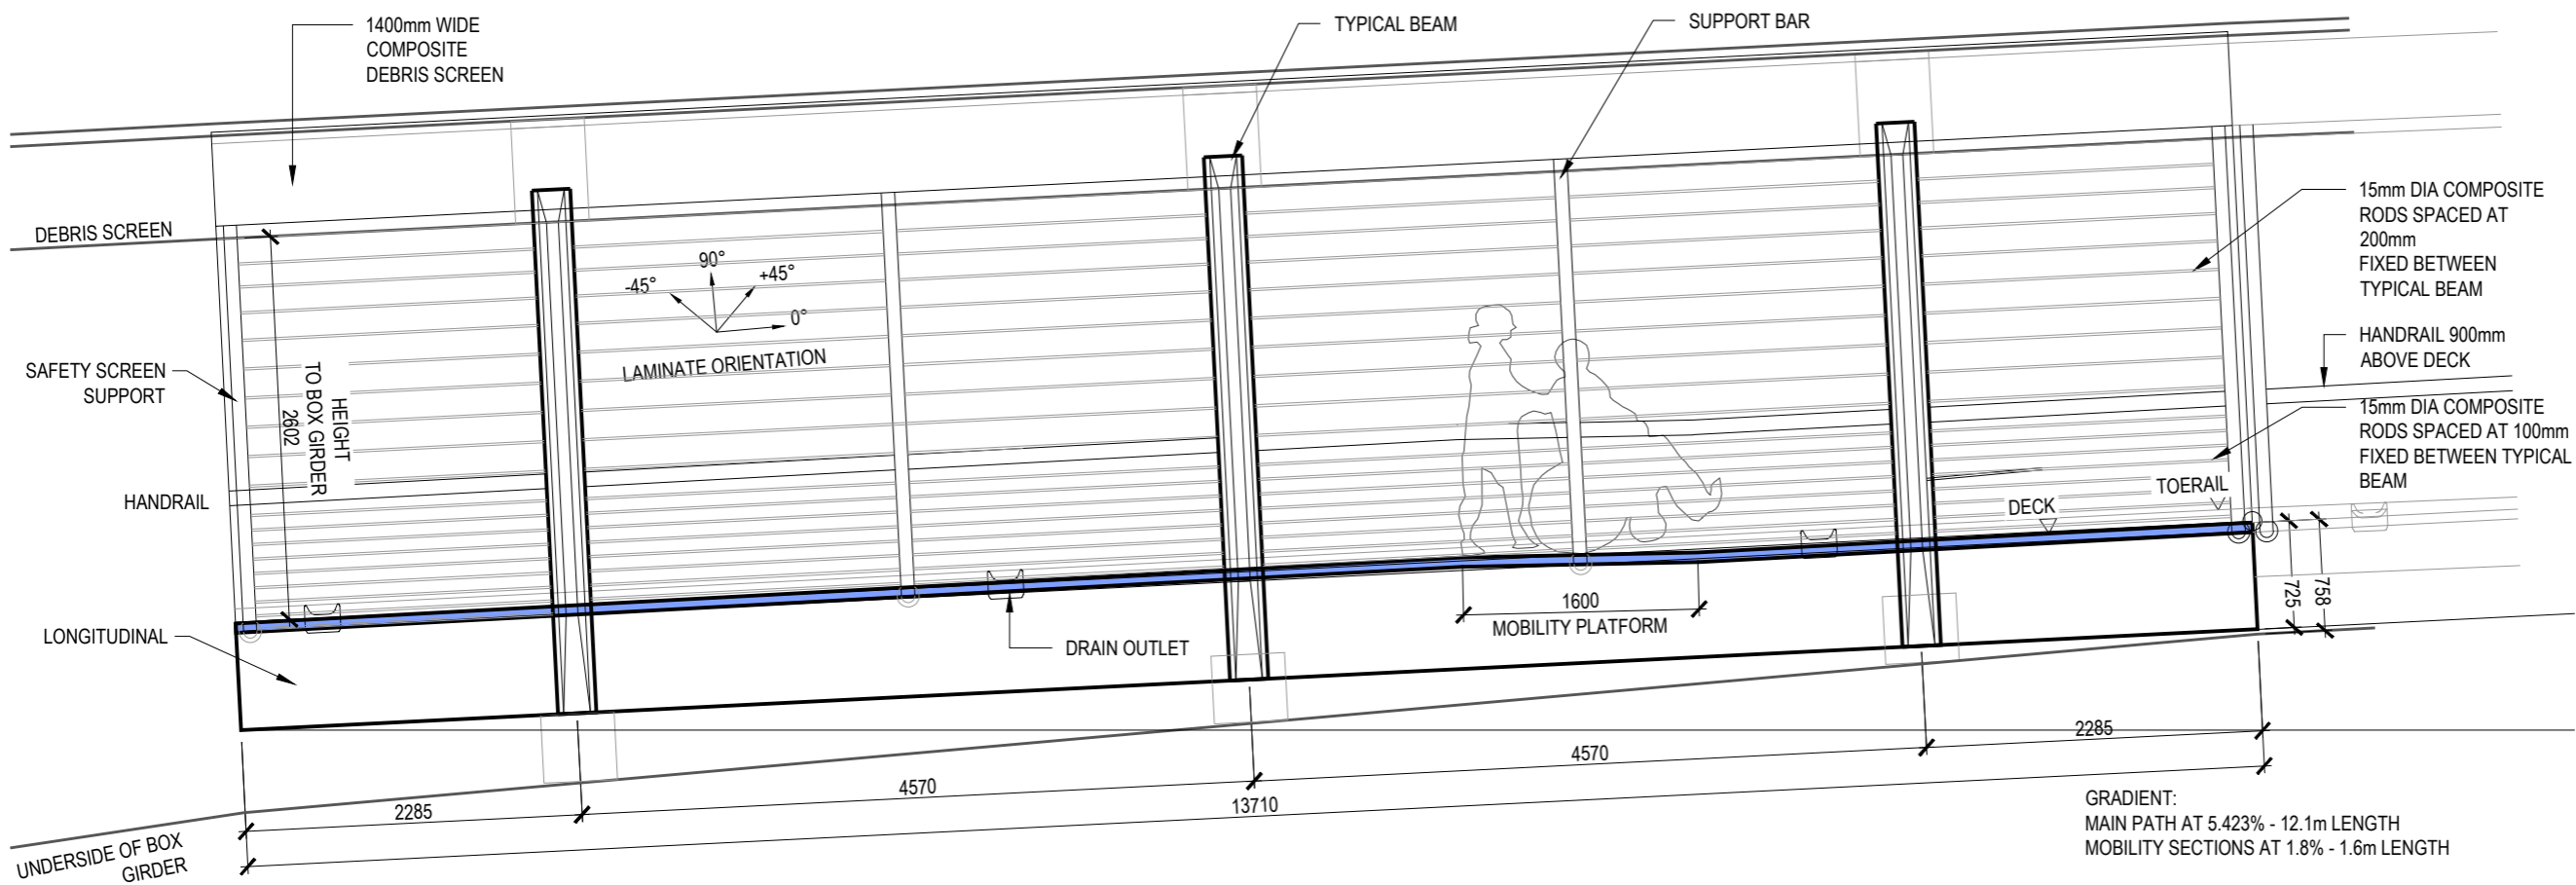 1400mm WIDE
COMPOSITE
DEBRIS SCREEN
TYPICAL BEAM
SUPPORT BAR
DEBRIS SCREEN
15mm DIA COMPOSITE
RODS SPACED AT
200mm
FIXED BETWEEN
TYPICAL BEAM
90°
+45°
-45°
0°
LAMINATE ORIENTATION
SAFETY SCREEN
SUPPORT
HEIGHT
TO BOX GIRDER
2602
HANDRAIL 900mm
ABOVE DECK
15mm DIA COMPOSITE
RODS SPACED AT 100mm
FIXED BETWEEN TYPICAL
BEAM
HANDRAIL
TOERAIL
DECK
725
758
1600
MOBILITY PLATFORM
LONGITUDINAL
DRAIN OUTLET
2285
4570
4570
2285
13710
UNDERSIDE OF BOX
GIRDER
GRADIENT:
MAIN PATH AT 5.423% - 12.1m LENGTH
MOBILITY SECTIONS AT 1.8% - 1.6m LENGTH